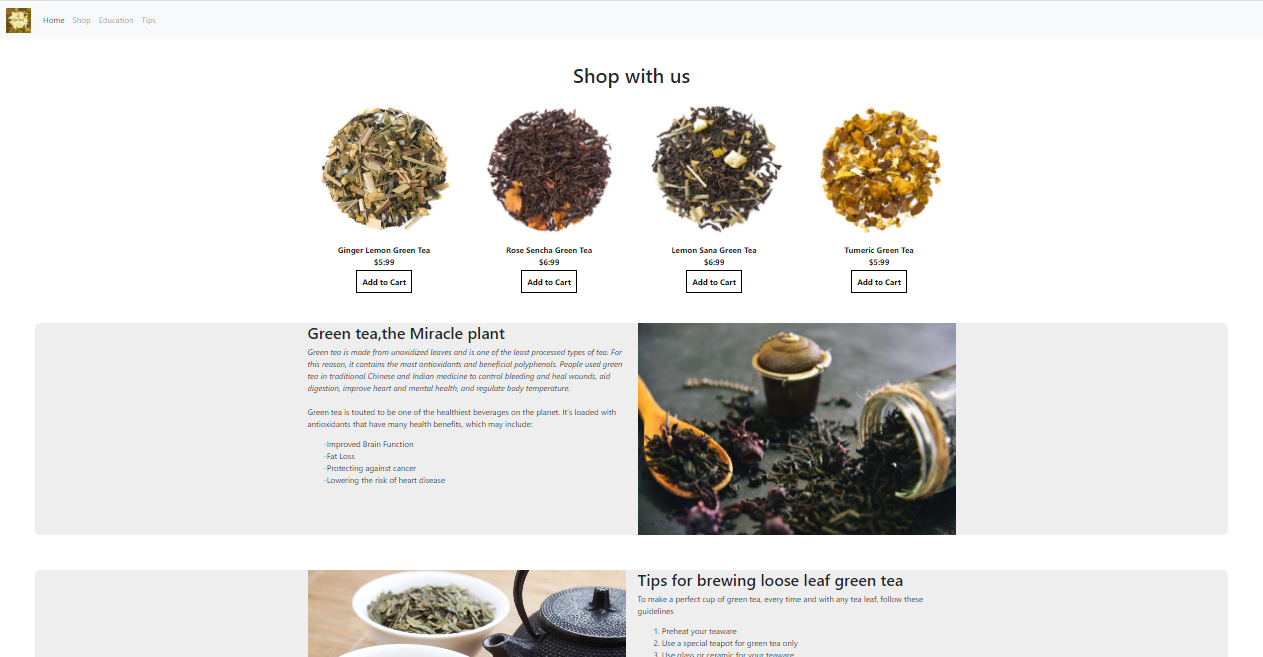 Home Shop Education Tips
Shop with us
Ginger Lemon Green Tea
$5:99
Add to Cart
Rose Sencha Green Tea
$6:99
Add to Cart
Lemon Sana Green Tea
$6:99
Add to Cart
Tumeric Green Tea
$5:99
Add to Cart
Green tea,the Miracle plant
Green tea is made from unoxidized leaves and is one of the least processed types of tea. For
this reason, it contains the most antioxidants and beneficial polyphenols. People used green
tea in traditional Chinese and Indian medicine to control bleeding and heal wounds, aid
digestion, improve heart and mental health, and regulate body temperature.
Green tea is touted to be one of the healthiest beverages on the planet. It's loaded with
antioxidants that have many health benefits, which may include:
-Improved Brain Function
-Fat Loss
-Protecting against cancer
-Lowering the risk of heart disease
Tips for brewing loose leaf green tea
To make a perfect cup of green tea, every time and with any tea leaf, follow these
guidelines
1. Preheat your teaware
2. Use a special teapot for green tea only
3. Use glass or ceramic for your teaware